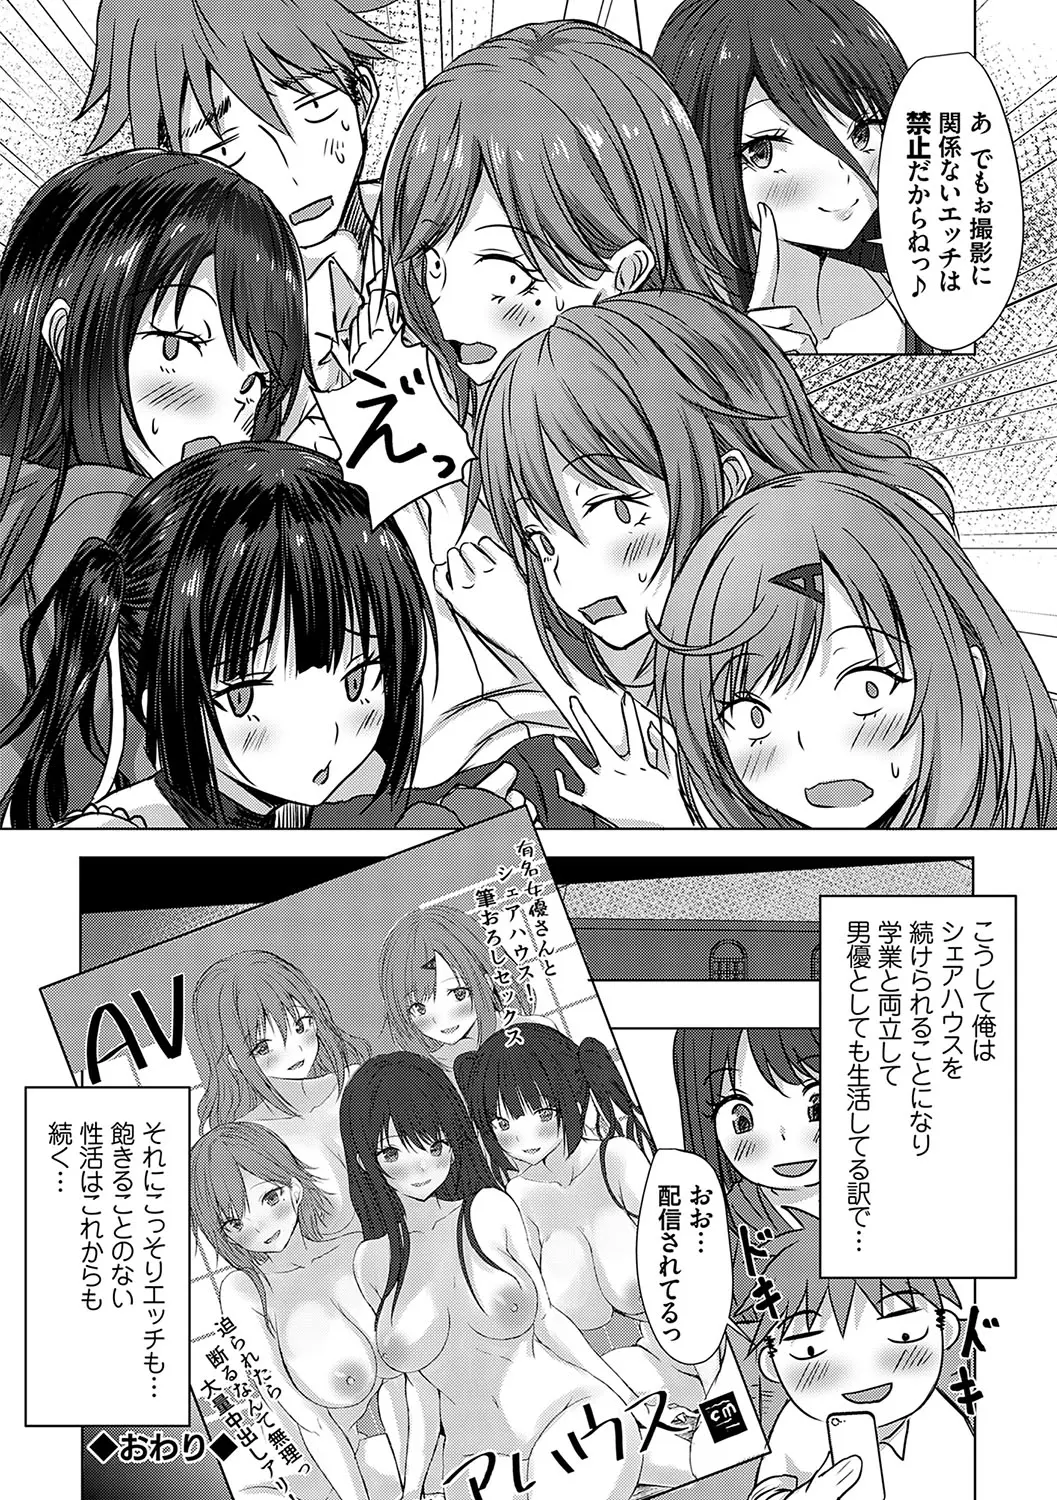 あ でもぉ撮影に
関係ないエッチは
禁止だからねっ♪
えっ
こうして俺は
シェアハウスを
続けられることになり
学業と両立して
男優としても生活してる訳で…
有名女優さんと
シェアハウス!
筆おろしセックス
AV
おお…
配信されてるっ
ドキ
ドキ
それにこっそりエッチも…
飽きることのない
性活はこれからも
続く…
迫られたら
断るなんて無理っ
大量中出しアリ!
アレハウス
cm
◆おわり◆